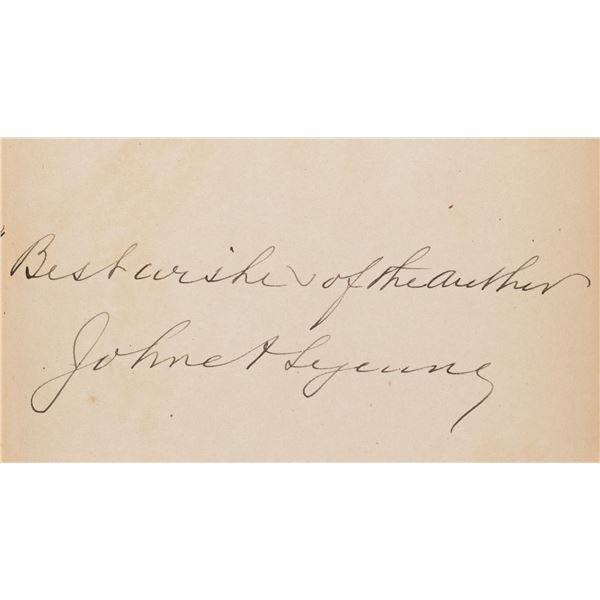 Best wishes of the author
John A Lejeune